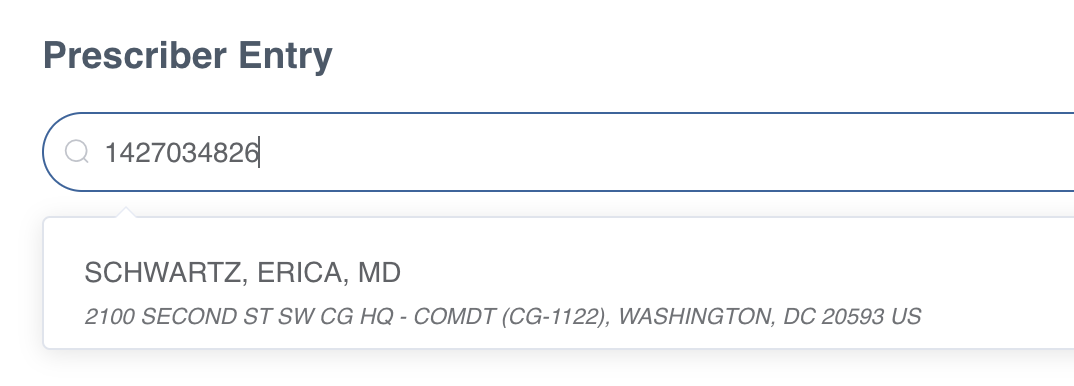 Prescriber Entry
1427034826
SCHWARTZ, ERICA, MD
2100 SECOND ST SW CG HQ - COMDT (CG-1122), WASHINGTON, DC 20593 US